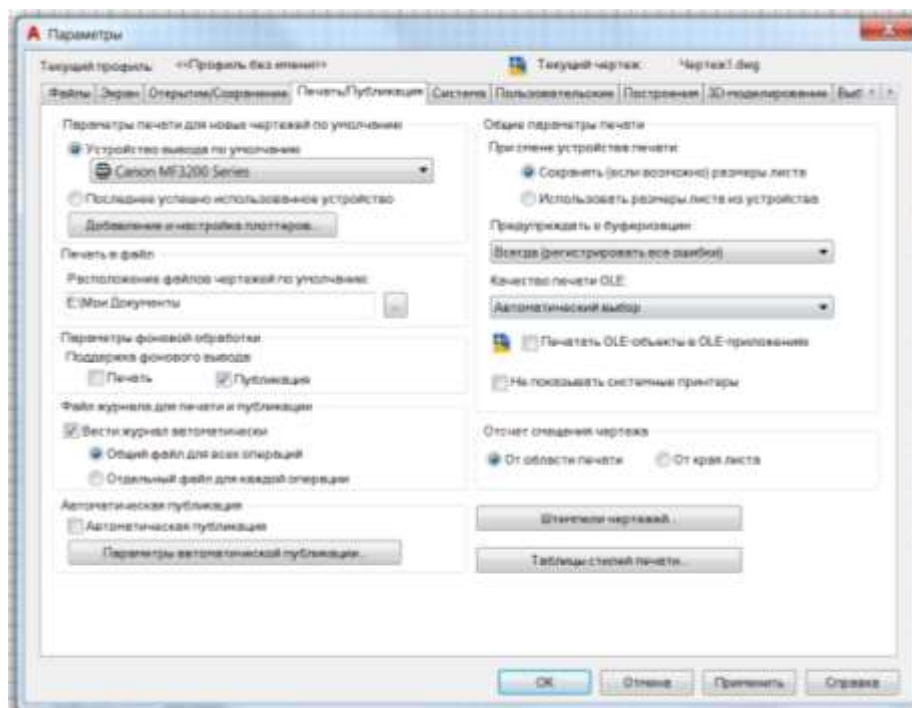 Параметры
Текущий профиль: <<Профиль без имени>>
Текущий чертеж: Чертеж1.dwg
Файлы Экран Открытие/Сохранение Печать/Публикация Система Пользовательские Построения 3D-моделирование Выб
Параметры печати для новых чертежей по умолчанию
Устройство вывода по умолчанию
Canon MF3200 Series
Последнее успешно использованное устройство
Добавление и настройка плоттеров...
Печать в файл
Расположение файлов чертежей по умолчанию:
E:\Мои Документы
...
Параметры фоновой обработки
Поддержка фонового вывода
Печать Публикация
Файл журнала для печати и публикации
Вести журнал автоматически
Общий файл для всех операций
Отдельный файл для каждой операции
Автоматическая публикация
Автоматическая публикация
Параметры автоматической публикации...
Общие параметры печати
При смене устройства печати:
Сохранять (если возможно) размеры листа
Использовать размеры листа из устройства
Предупреждать о буферизации:
Всегда (регистрировать все ошибки)
Качество печати OLE:
Автоматический выбор
Печатать OLE-объекты в OLE-приложениях
Не показывать системные принтеры
Отсчет смещения чертежа
От области печати От края листа
Штемпели чертежей...
Таблицы стилей печати...
ОК Отмена Применить Справка